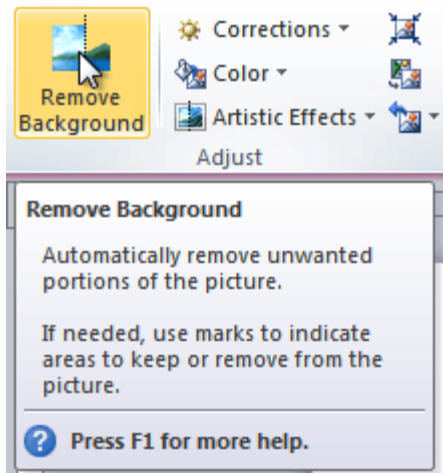 Remove
Background
Corrections
Color
Artistic Effects
Adjust
Remove Background
Automatically remove unwanted
portions of the picture.
If needed, use marks to indicate
areas to keep or remove from the
picture.
Press F1 for more help.